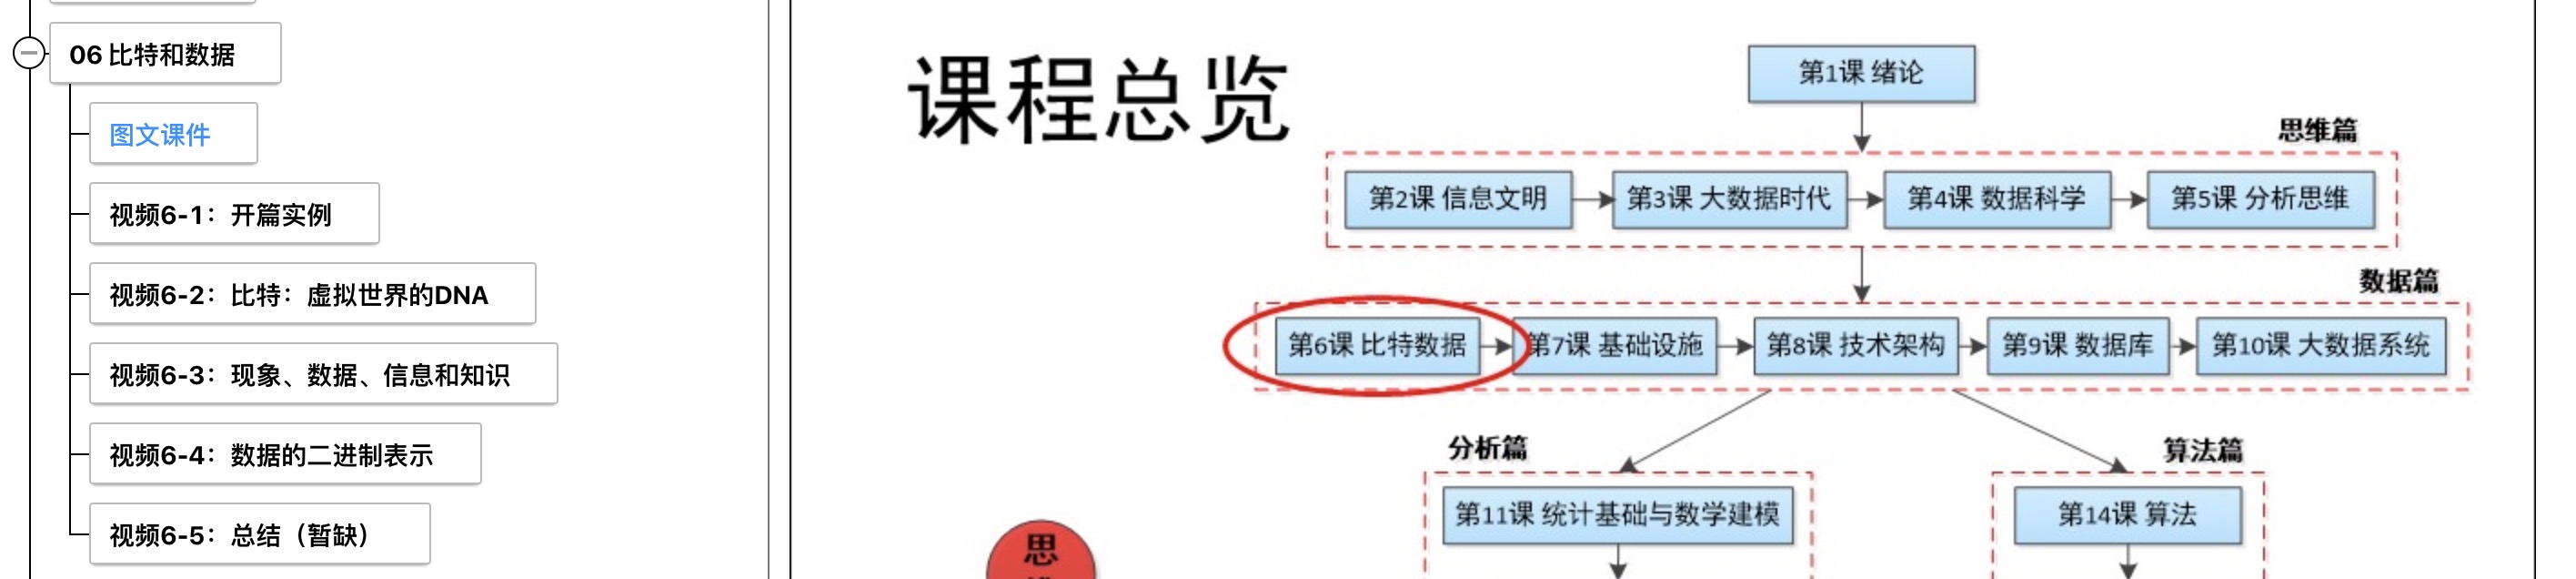 06 比特和数据
图文课件
视频6-1：开篇实例
视频6-2：比特：虚拟世界的DNA
视频6-3：现象、数据、信息和知识
视频6-4：数据的二进制表示
视频6-5：总结（暂缺）
课程总览
第1课 绪论
思维篇
第2课 信息文明
第3课 大数据时代
第4课 数据科学
第5课 分析思维
数据篇
第6课 比特数据
第7课 基础设施
第8课 技术架构
第9课 数据库
第10课 大数据系统
分析篇
算法篇
第11课 统计基础与数学建模
第14课 算法
思